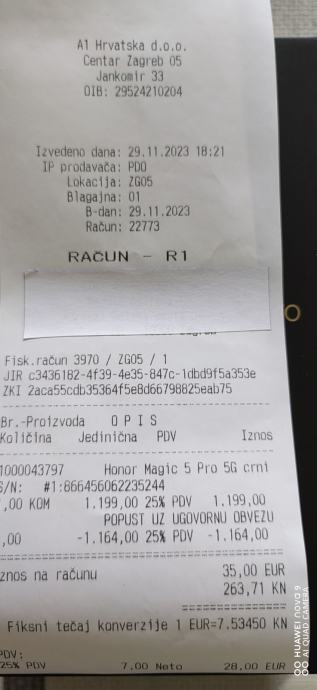 A1 Hrvatska d.o.o.
Centar Zagreb 05
Jankomir 33
OIB: 29524210204
Izvedeno dana: 29.11.2023 18:21
IP prodavača: PDO
Lokacija: ZG05
Blagajna: 01
B-dan: 29.11.2023
Račun: 22773
RAČUN - R1
Fisk.račun 3970 / ZG05 / 1
JIR c3436182-4f39-4e35-847c-1dbd9f5a353e
ZKI 2aca55cdb35364f5e8d66798825eab75
Br.-Proizvoda O P I S
Količina Jedinična PDV Iznos
1000043797 Honor Magic 5 Pro 5G crni
S/N: #1:866456062235244
,00 KOM 1.199,00 25% PDV 1.199,00
POPUST UZ UGOVORNU OBVEZU
,00 -1.164,00 25% PDV -1.164,00
znos na računu 35,00 EUR
263,71 KN
Fiksni tečaj konverzije 1 EUR=7.53450 KN
PDV:
25% PDV 7,00 Neto 28,00 EUR
HUAWEI nova 9
AI QUAD CAMERA